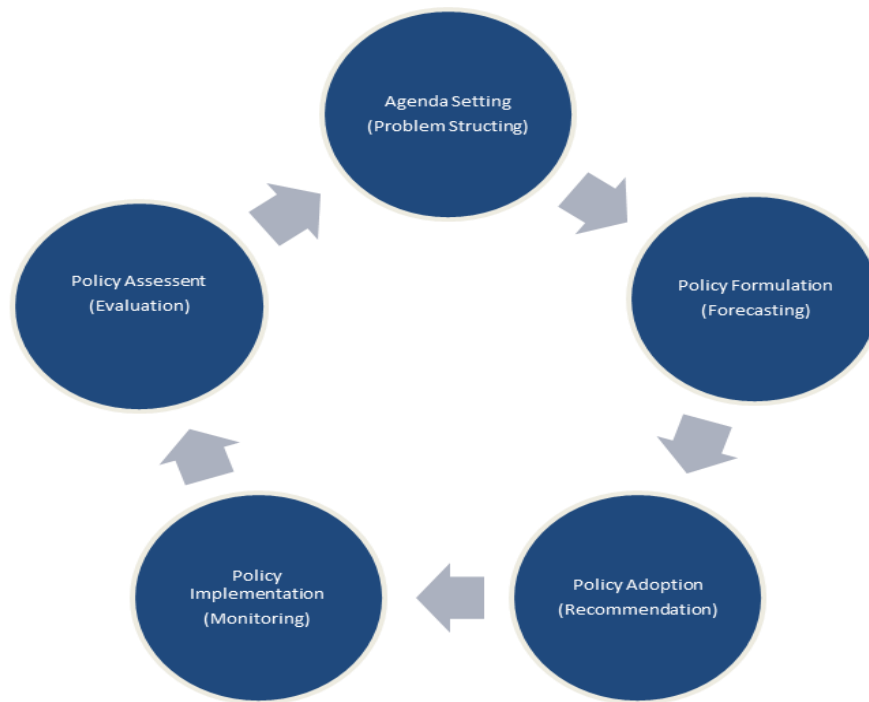 Agenda Setting
(Problem Structing)
Policy Formulation
(Forecasting)
Policy Adoption
(Recommendation)
Policy
Implementation
(Monitoring)
Policy Assessent
(Evaluation)